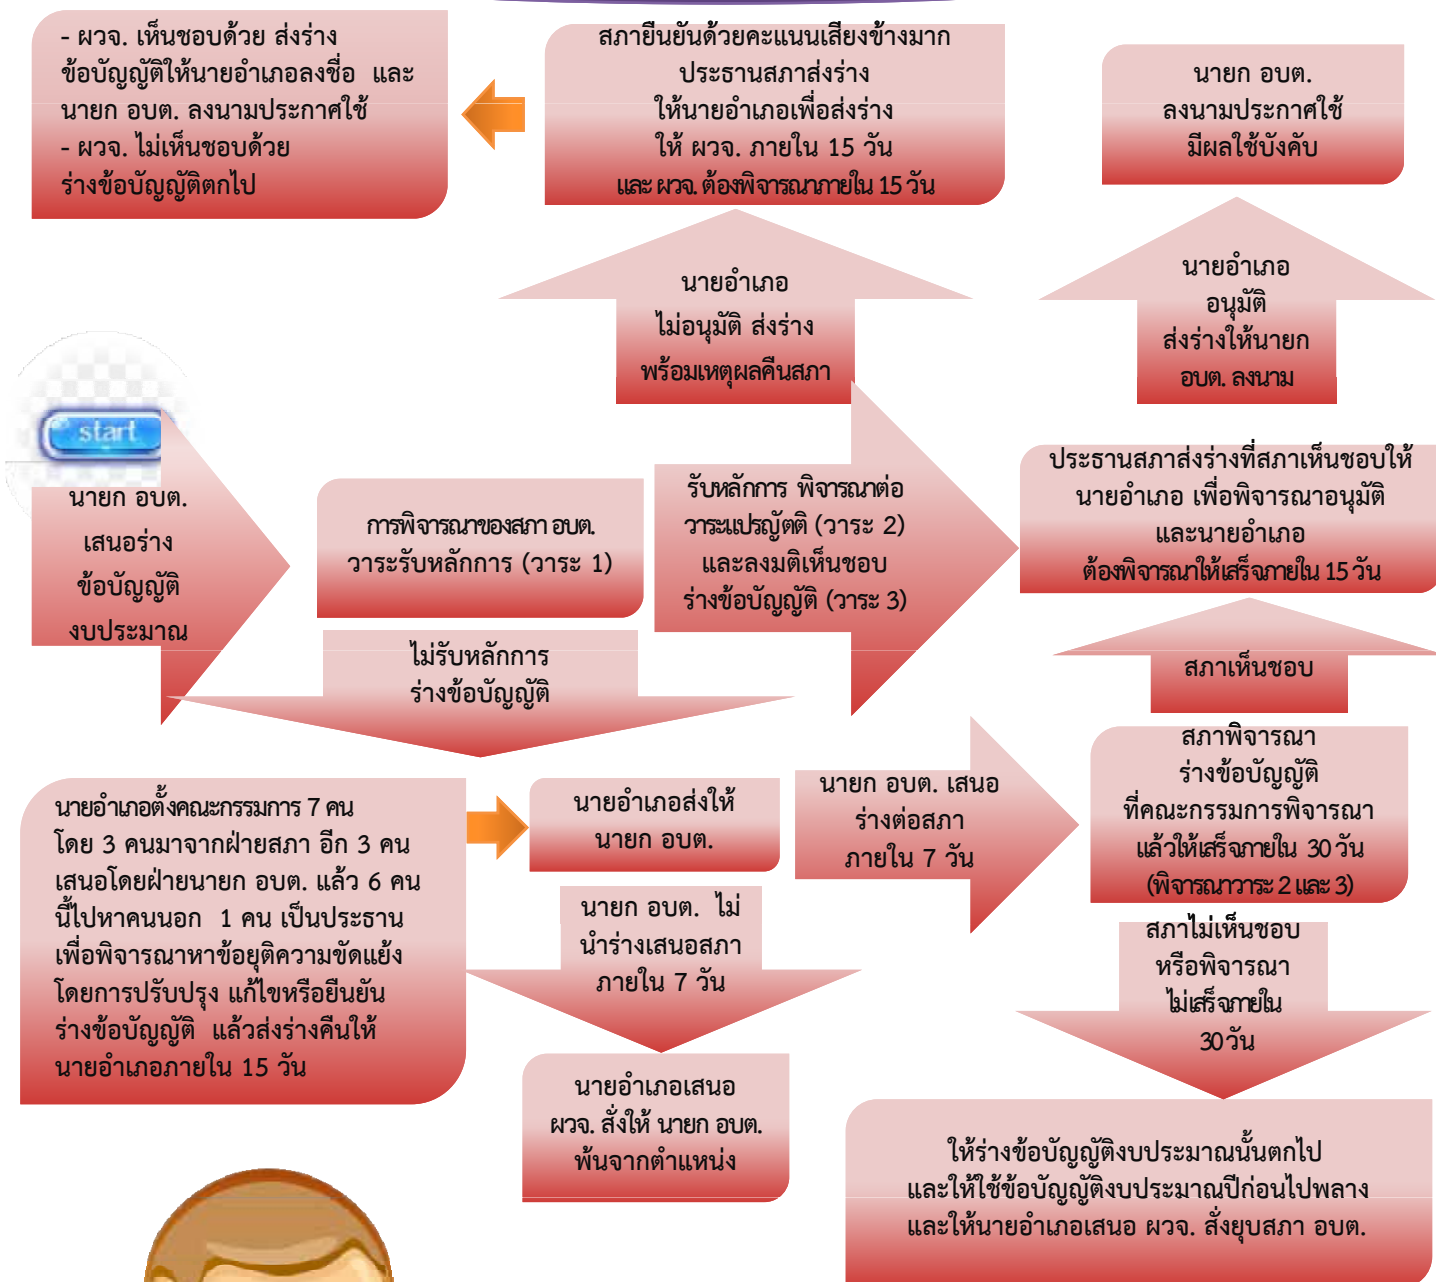 - ผวจ. เห็นชอบด้วย ส่งร่าง
ข้อบัญญัติให้นายอำเภอลงชื่อ และ
นายก อบต. ลงนามประกาศใช้
- ผวจ. ไม่เห็นชอบด้วย
ร่างข้อบัญญัติตกไป
สภายืนยันด้วยคะแนนเสียงข้างมาก
ประธานสภาส่งร่าง
ให้นายอำเภอเพื่อส่งร่าง
ให้ ผวจ. ภายใน 15 วัน
และ ผวจ. ต้องพิจารณาภายใน 15 วัน
นายก อบต.
ลงนามประกาศใช้
มีผลใช้บังคับ
นายอำเภอ
ไม่อนุมัติ ส่งร่าง
พร้อมเหตุผลคืนสภา
นายอำเภอ
อนุมัติ
ส่งร่างให้นายก
อบต. ลงนาม
start
นายก อบต.
เสนอร่าง
ข้อบัญญัติ
งบประมาณ
การพิจารณาของสภา อบต.
วาระรับหลักการ (วาระ 1)
รับหลักการ พิจารณาต่อ
วาระแปรญัตติ (วาระ 2)
และลงมติเห็นชอบ
ร่างข้อบัญญัติ (วาระ 3)
ประธานสภาส่งร่างที่สภาเห็นชอบให้
นายอำเภอ เพื่อพิจารณาอนุมัติ
และนายอำเภอ
ต้องพิจารณาให้เสร็จภายใน 15 วัน
ไม่รับหลักการ
ร่างข้อบัญญัติ
สภาเห็นชอบ
นายอำเภอตั้งคณะกรรมการ 7 คน
โดย 3 คนมาจากฝ่ายสภา อีก 3 คน
เสนอโดยฝ่ายนายก อบต. แล้ว 6 คน
นี้ไปหาคนนอก 1 คน เป็นประธาน
เพื่อพิจารณาหาข้อยุติความขัดแย้ง
โดยการปรับปรุง แก้ไขหรือยืนยัน
ร่างข้อบัญญัติ แล้วส่งร่างคืนให้
นายอำเภอภายใน 15 วัน
นายอำเภอส่งให้
นายก อบต.
นายก อบต. เสนอ
ร่างต่อสภา
ภายใน 7 วัน
สภาพิจารณา
ร่างข้อบัญญัติ
ที่คณะกรรมการพิจารณา
แล้วให้เสร็จภายใน 30 วัน
(พิจารณาวาระ 2 และ 3)
นายก อบต. ไม่
นำร่างเสนอสภา
ภายใน 7 วัน
สภาไม่เห็นชอบ
หรือพิจารณา
ไม่เสร็จภายใน
30 วัน
นายอำเภอเสนอ
ผวจ. สั่งให้ นายก อบต.
พ้นจากตำแหน่ง
ให้ร่างข้อบัญญัติงบประมาณนั้นตกไป
และให้ใช้ข้อบัญญัติงบประมาณปีก่อนไปพลาง
และให้นายอำเภอเสนอ ผวจ. สั่งยุบสภา อบต.